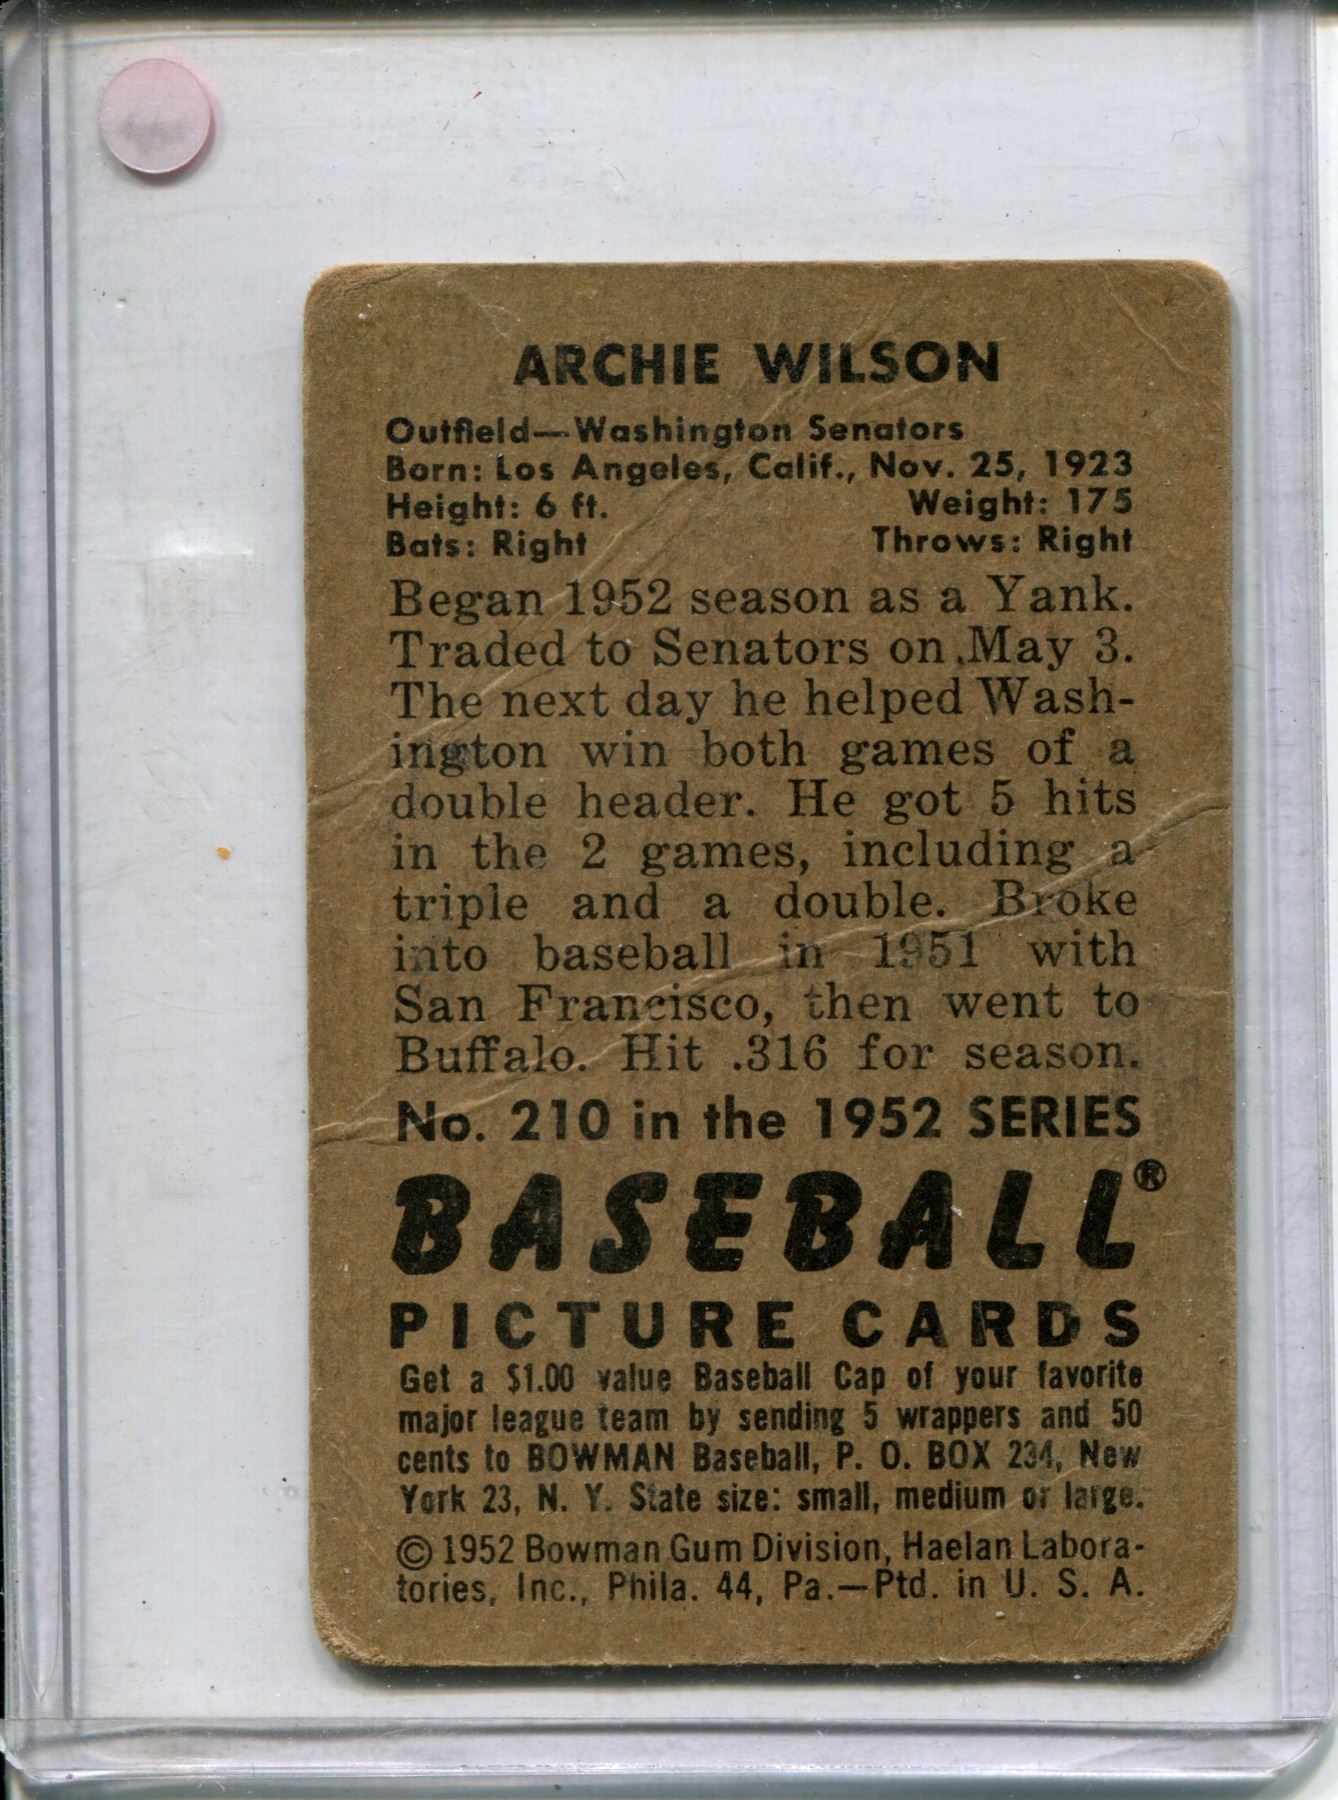 ARCHIE WILSON
Outfield—Washington Senators
Born: Los Angeles, Calif., Nov. 25, 1923
Height: 6 ft. Weight: 175
Bats: Right Throws: Right
Began 1952 season as a Yank.
Traded to Senators on May 3.
The next day he helped Wash-
ington win both games of a
double header. He got 5 hits
in the 2 games, including a
triple and a double. Broke
into baseball in 1951 with
San Francisco, then went to
Buffalo. Hit .316 for season.
No. 210 in the 1952 SERIES
BASEBALL®
PICTURE CARDS
Get a $1.00 value Baseball Cap of your favorite
major league team by sending 5 wrappers and 50
cents to BOWMAN Baseball, P. O. BOX 234, New
York 23, N. Y. State size: small, medium or large.
© 1952 Bowman Gum Division, Haelan Labora-
tories, Inc., Phila. 44, Pa.—Ptd. in U. S. A.